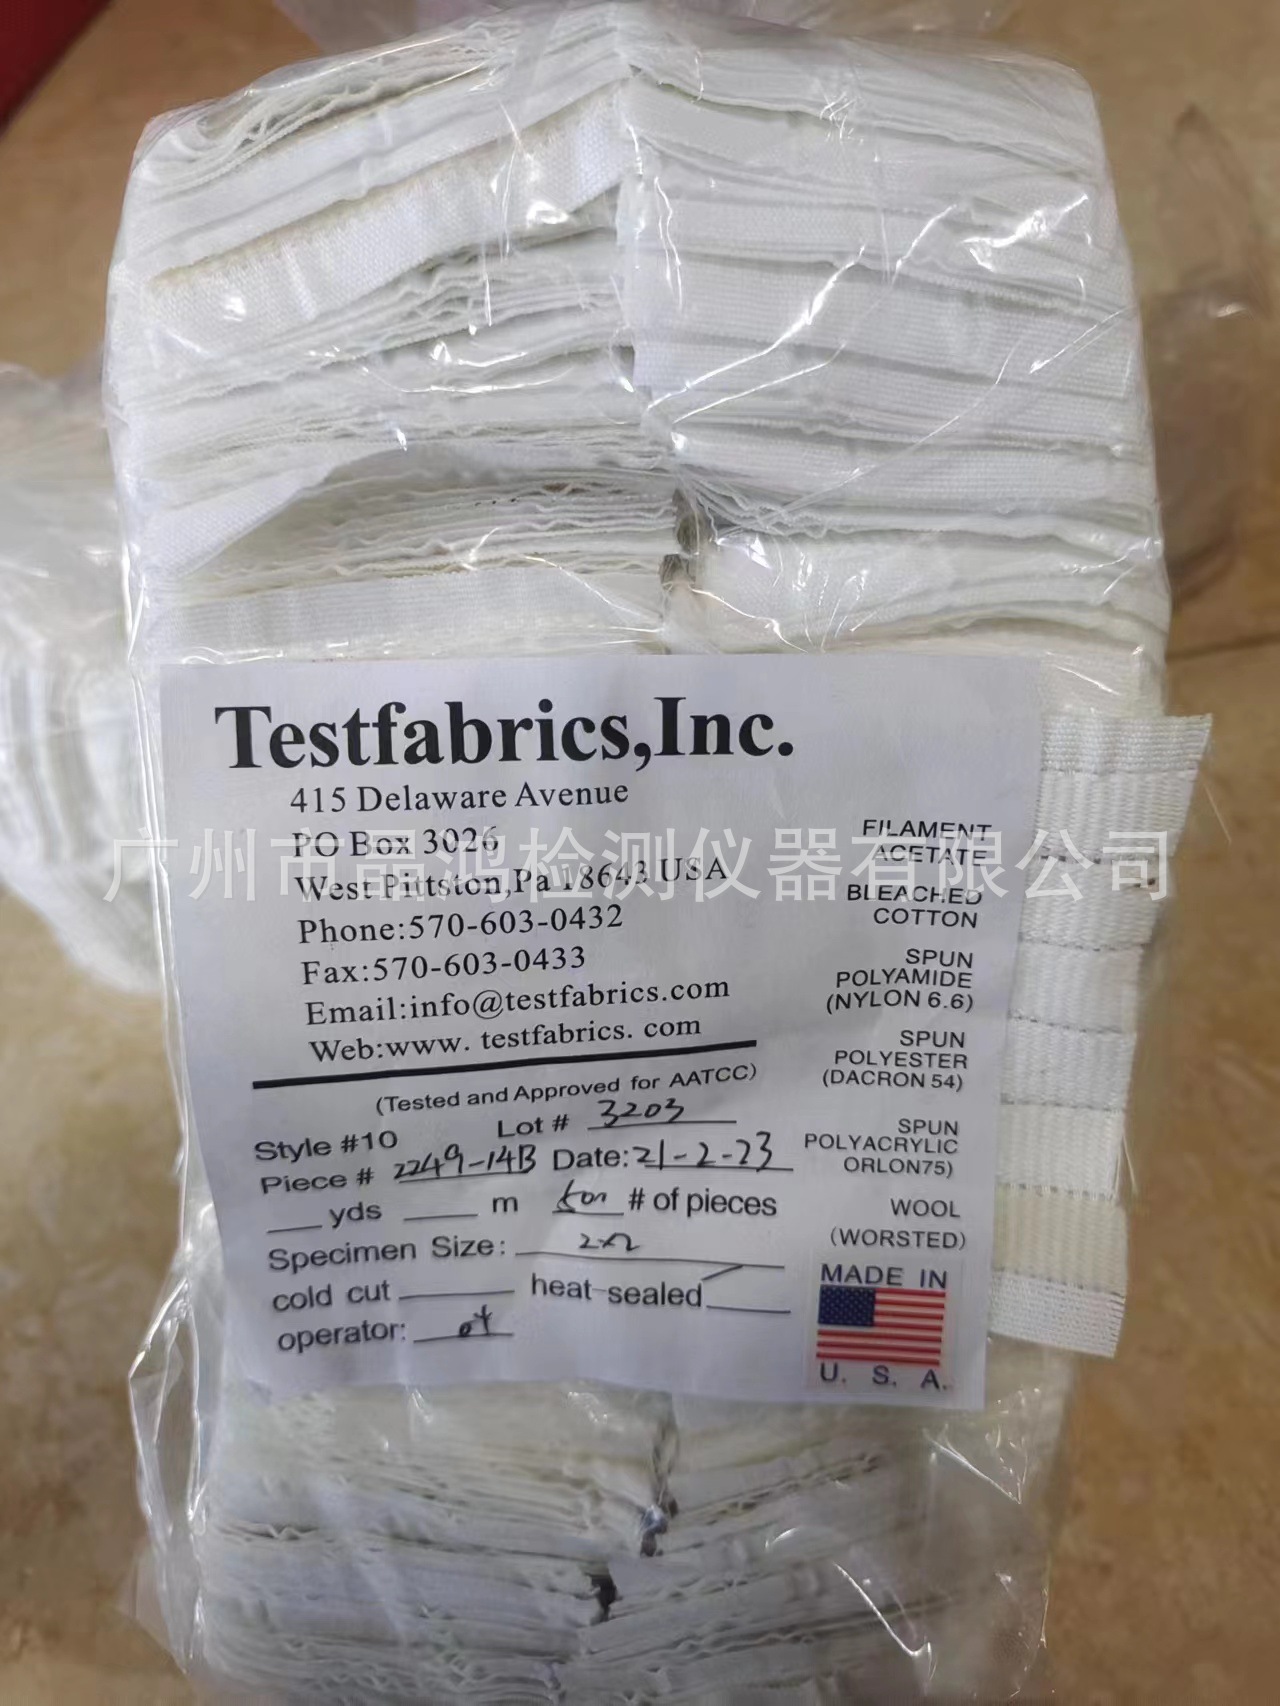 Testfabrics,Inc.
415 Delaware Avenue
PO Box 3026
West Pittston,Pa 18643 USA
Phone:570-603-0432
Fax:570-603-0433
Email:info@testfabrics.com
Web:www. testfabrics. com
(Tested and Approved for AATCC)
Style #10 Lot # 3203
Piece # 2249-14B Date:21-2-23
yds m # of pieces
Specimen Size: 2x2
cold cut heat-sealed
operator:
FILAMENT
ACETATE
BLEACHED
COTTON
SPUN
POLYAMIDE
(NYLON 6.6)
SPUN
POLYESTER
(DACRON 54)
SPUN
POLYACRYLIC
ORLON75)
WOOL
(WORSTED)
MADE IN
U. S. A.
广州市晶鸿检测仪器有限公司